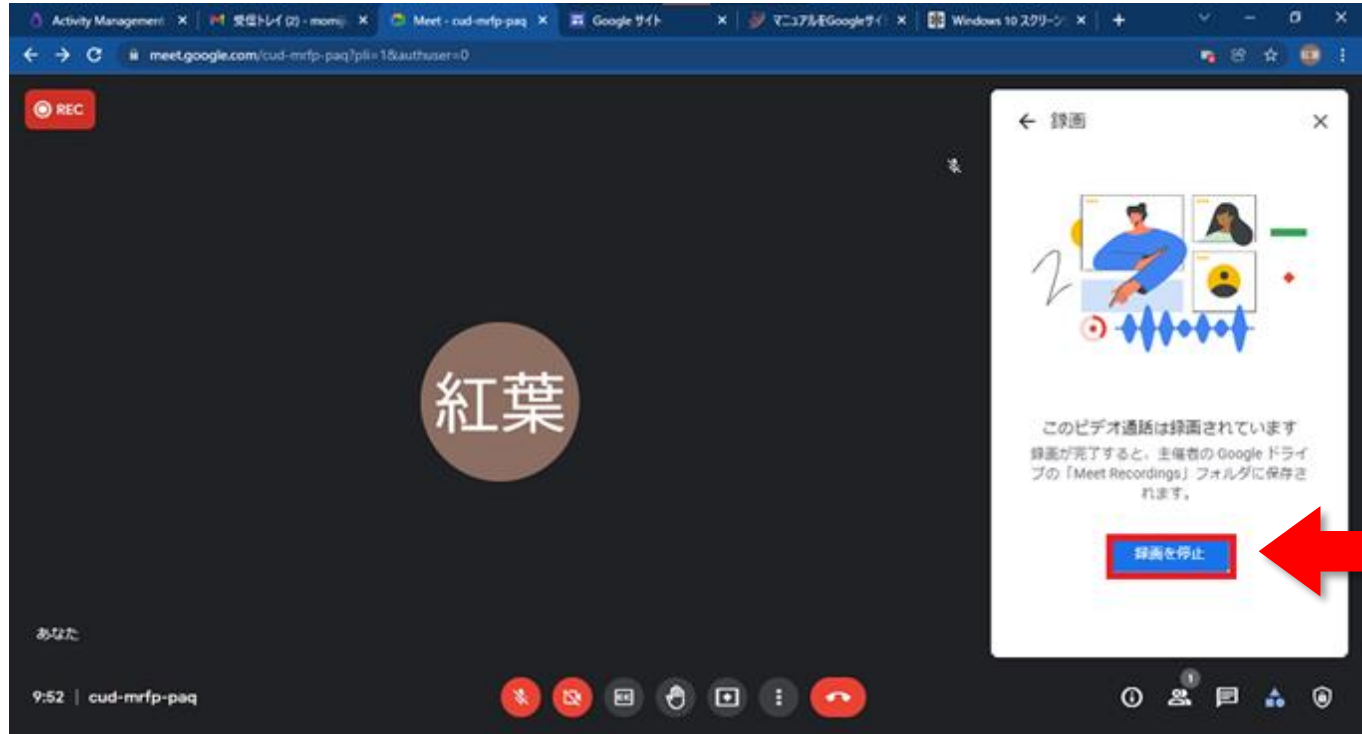 Activity Management
受信トレイ (2) - momiji
Meet - cud-mrfp-paq
Google サイト
マニュアルをGoogleサイ
Windows 10 スクリーン
meet.google.com/cud-mrfp-paq?pli=1&authuser=0
REC
録画
紅葉
このビデオ通話は録画されています
録画が完了すると、主催者の Google ドライ
ブの「Meet Recordings」フォルダに保存さ
れます。
録画を停止
あなた
9:52 | cud-mrfp-paq
1